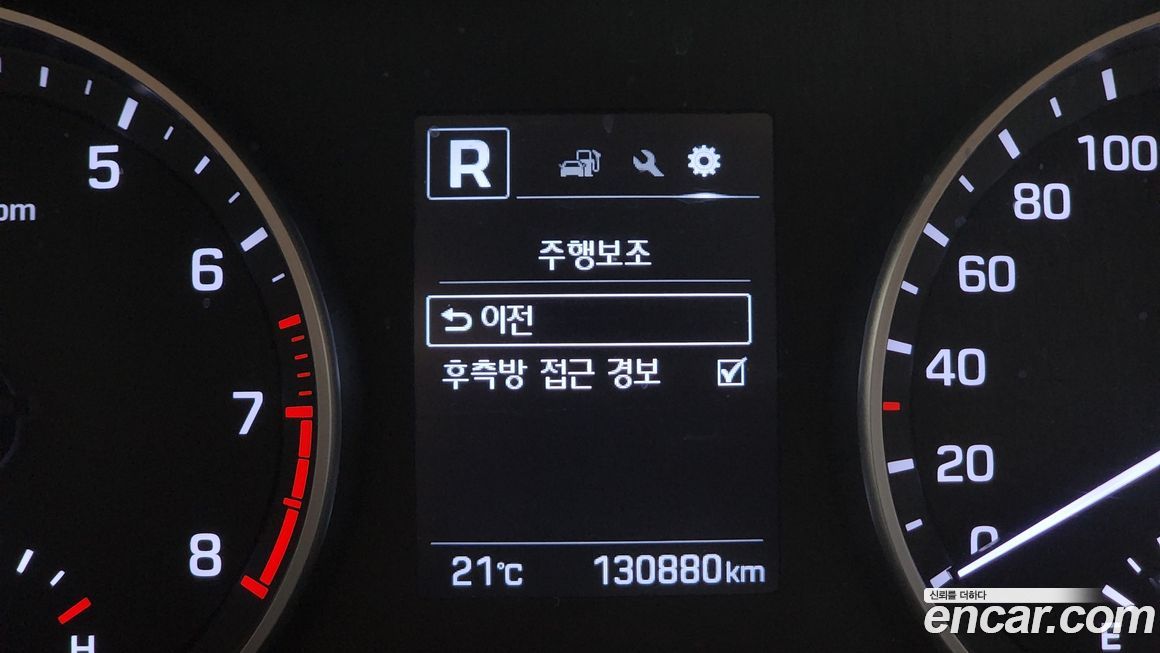 5
om
6
7
8
H
R
주행보조
이전
후측방 접근 경보
21℃ 130880km
100
80
60
40
20
0
E
신뢰를 더하다
encar.com